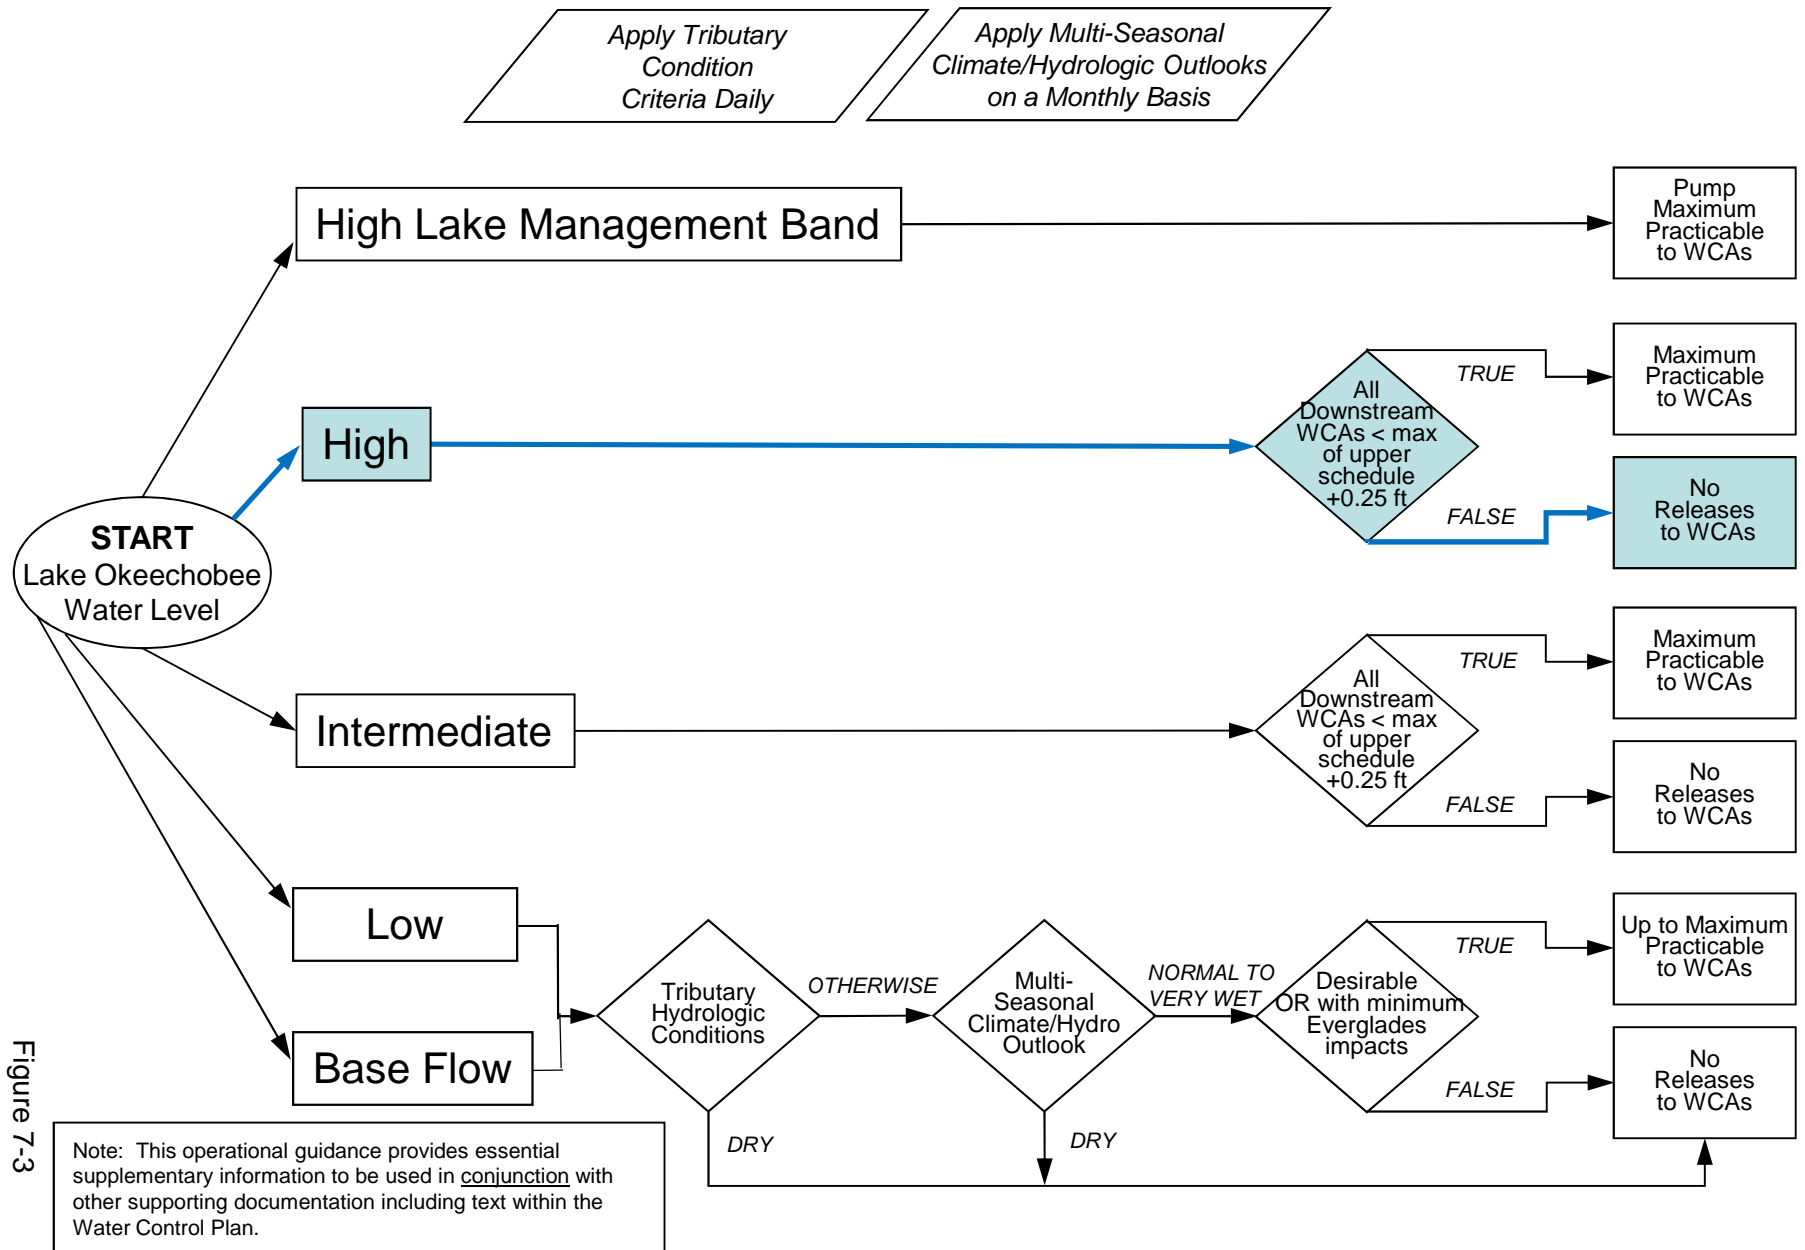 Apply Tributary
Condition
Criteria Daily
Apply Multi-Seasonal
Climate/Hydrologic Outlooks
on a Monthly Basis
High Lake Management Band
Pump
Maximum
Practicable
to WCAs
High
All
Downstream
WCAs < max
of upper
schedule
+0.25 ft
TRUE
Maximum
Practicable
to WCAs
FALSE
No
Releases
to WCAs
START
Lake Okeechobee
Water Level
Intermediate
All
Downstream
WCAs < max
of upper
schedule
+0.25 ft
TRUE
Maximum
Practicable
to WCAs
FALSE
No
Releases
to WCAs
Low
Base Flow
Tributary
Hydrologic
Conditions
OTHERWISE
DRY
Multi-
Seasonal
Climate/Hydro
Outlook
NORMAL TO
VERY WET
DRY
Desirable
OR with minimum
Everglades
impacts
TRUE
Up to Maximum
Practicable
to WCAs
FALSE
No
Releases
to WCAs
Figure 7-3
Note:  This operational guidance provides essential
supplementary information to be used in conjunction with
other supporting documentation including text within the
Water Control Plan.